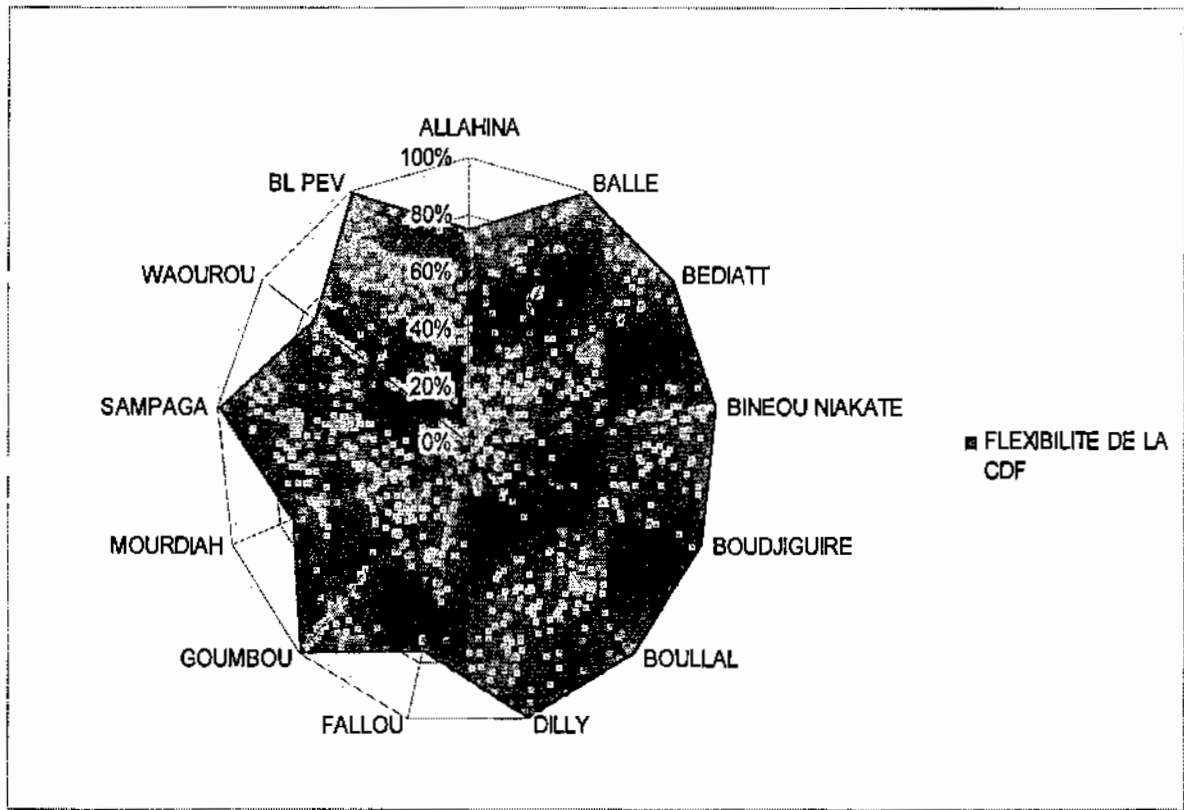 ALLAHINA
100%
BL PEV
BALLE
80%
WAOUROU
60%
BEDIATT
40%
20%
SAMPAGA
BINEOU NIAKATE
0%
FLEXIBILITE DE LA
CDF
MOURDIAH
BOUDJIGUIRE
GOUMBOU
BOULLAL
FALLOU
DILLY